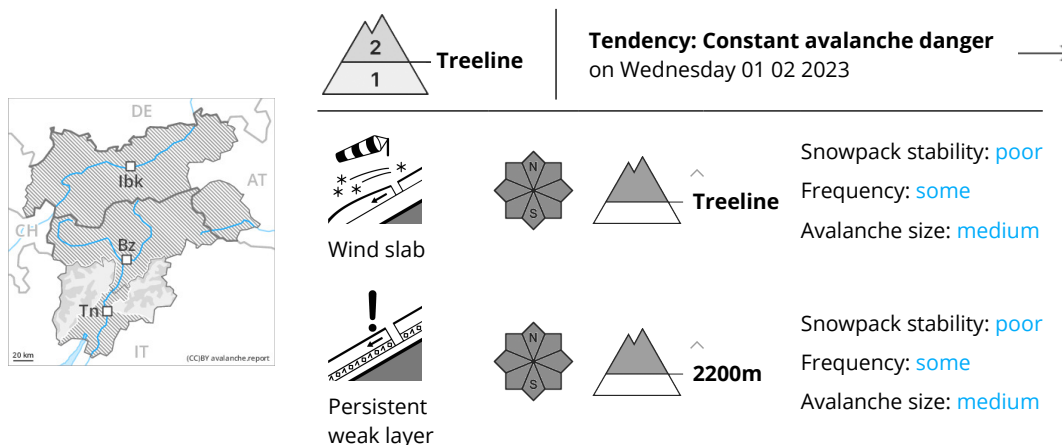 2
1
Treeline
Tendency: Constant avalanche danger
on Wednesday 01 02 2023
DE
AT
CH
IT
Ibk
Bz
Tn
20 km
(CC)BY avalanche.report
Wind slab
N
S
Treeline
Snowpack stability: poor
Frequency: some
Avalanche size: medium
Persistent
weak layer
N
S
2200m
Snowpack stability: poor
Frequency: some
Avalanche size: medium